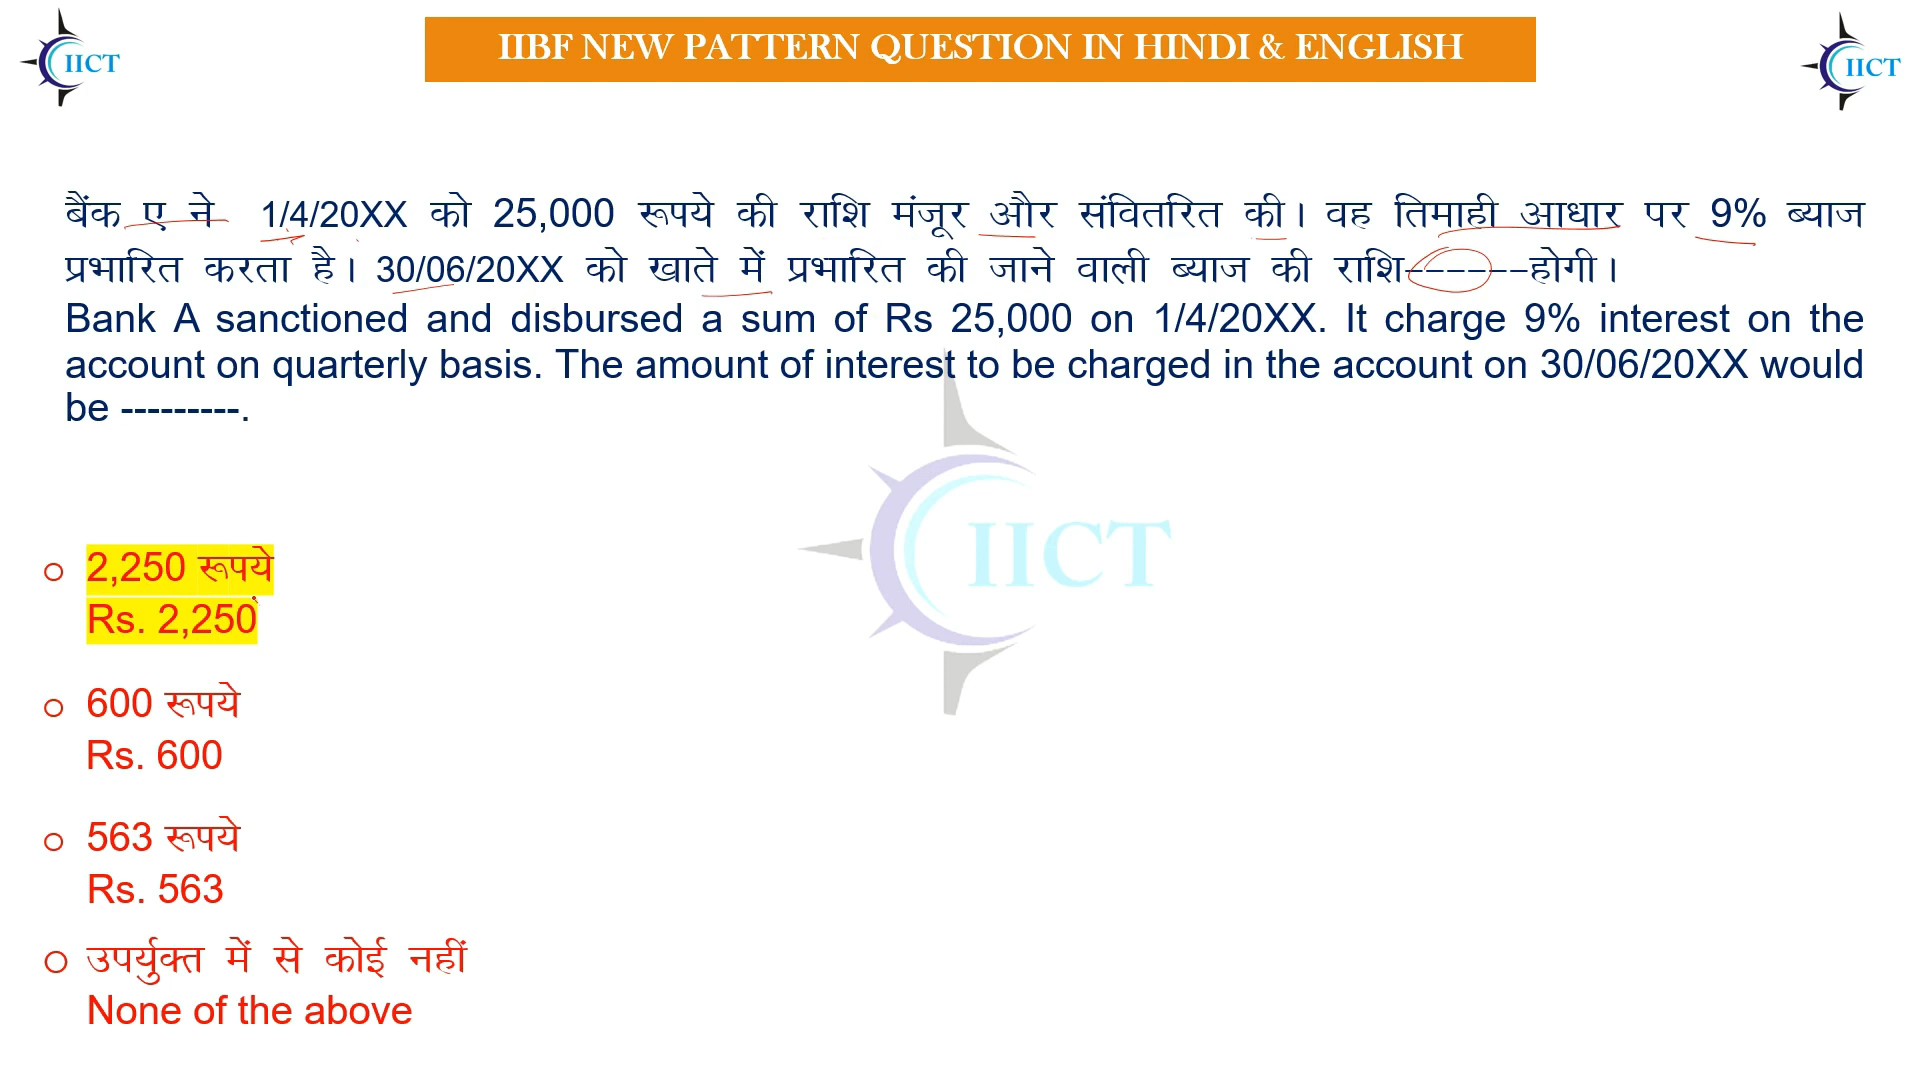 IICT
IIBF NEW PATTERN QUESTION IN HINDI & ENGLISH
IICT
बैंक ए ने 1/4/20XX को 25,000 रूपये की राशि मंजूर और संवितरित की। वह तिमाही आधार पर 9% ब्याज
प्रभारित करता है। 30/06/20XX को खाते में प्रभारित की जाने वाली ब्याज की राशि------होगी।
Bank A sanctioned and disbursed a sum of Rs 25,000 on 1/4/20XX. It charge 9% interest on the
account on quarterly basis. The amount of interest to be charged in the account on 30/06/20XX would
be ---------.
IICT
2,250 रूपये
Rs. 2,250
600 रूपये
Rs. 600
563 रूपये
Rs. 563
उपर्युक्त में से कोई नहीं
None of the above